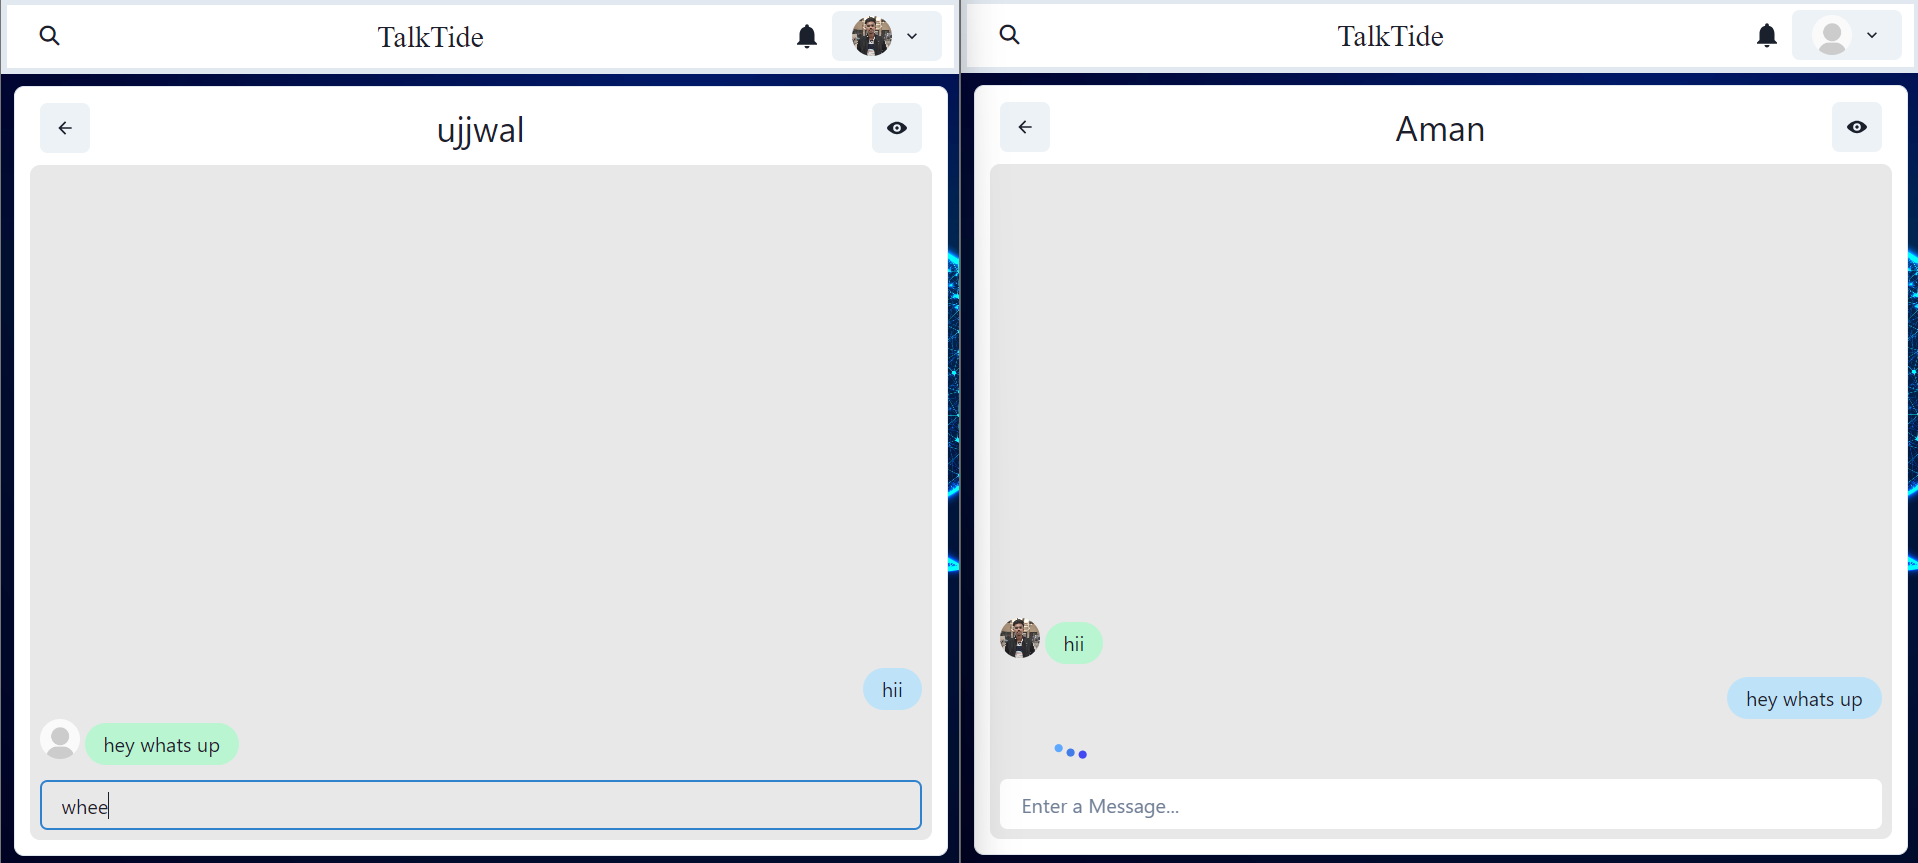 TalkTide
ujjwal
hii
hey whats up
whee
TalkTide
Aman
hii
hey whats up
Enter a Message...